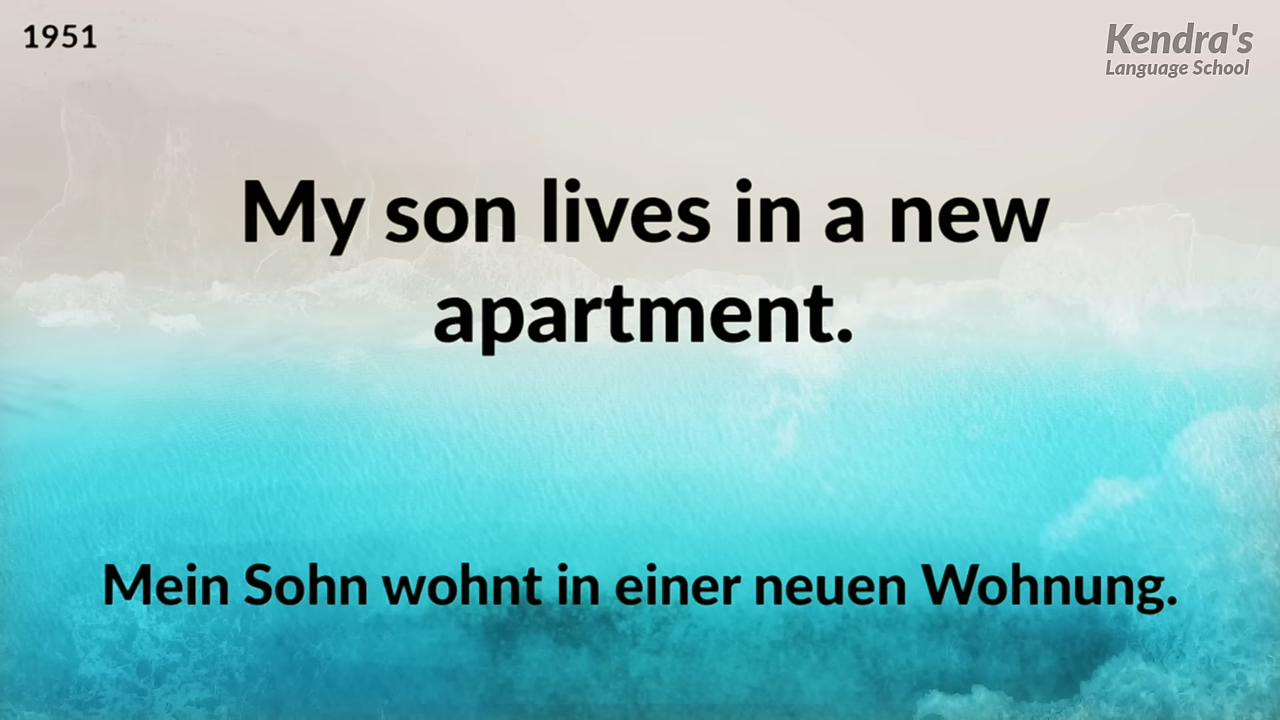 1951
Kendra's
Language School
My son lives in a new
apartment.
Mein Sohn wohnt in einer neuen Wohnung.